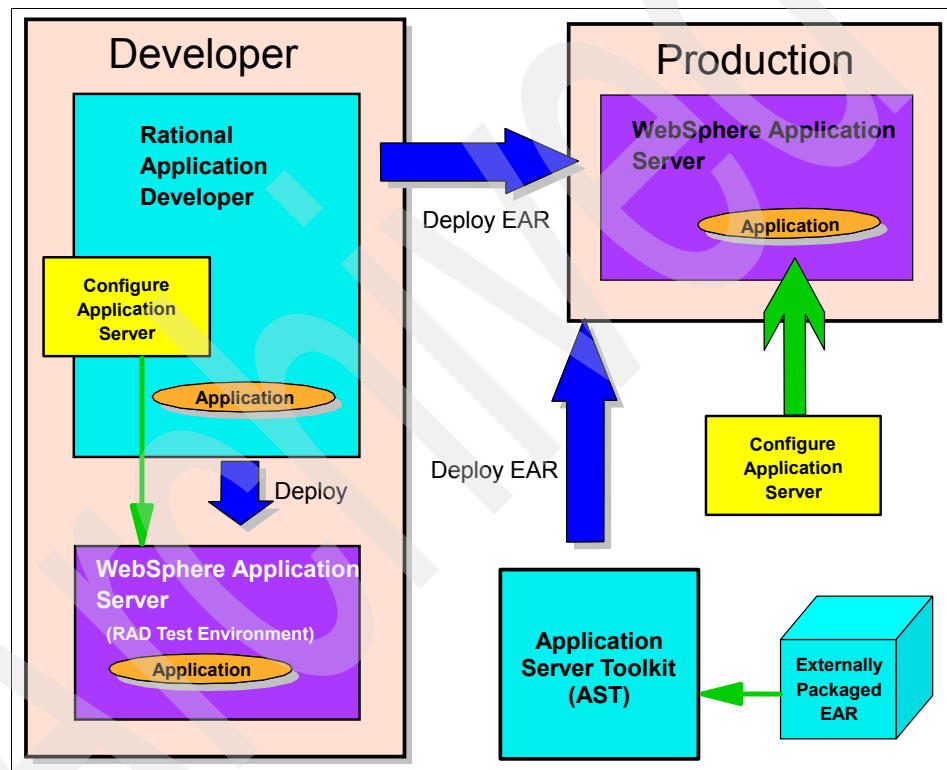 Developer
Rational
Application
Developer
Configure
Application
Server
Application
Deploy
WebSphere Application
Server
(RAD Test Environment)
Application
Deploy EAR
Production
WebSphere Application
Server
Application
Configure
Application
Server
Deploy EAR
Application
Server Toolkit
(AST)
Externally
Packaged
EAR